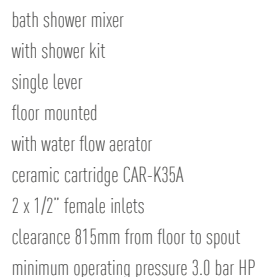 bath shower mixer
with shower kit
single lever
floor mounted
with water flow aerator
ceramic cartridge CAR-K35A
2 x 1/2" female inlets
clearance 815mm from floor to spout
minimum operating pressure 3.0 bar HP